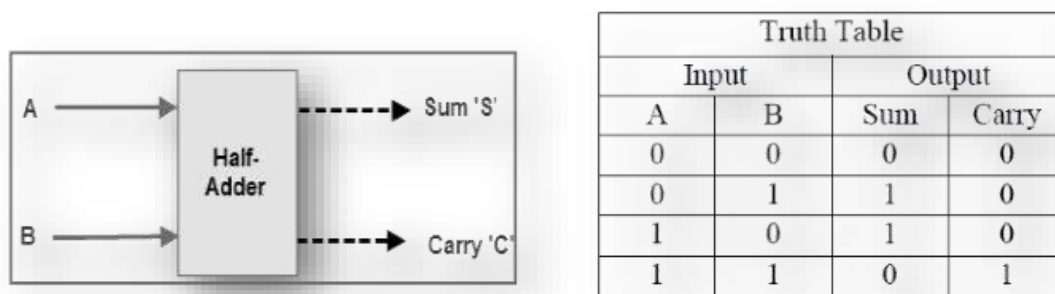 A
B
Half-
Adder
Sum 'S'
Carry 'C'
Truth Table
Input Output
A B Sum Carry
0 0 0 0
0 1 1 0
1 0 1 0
1 1 0 1